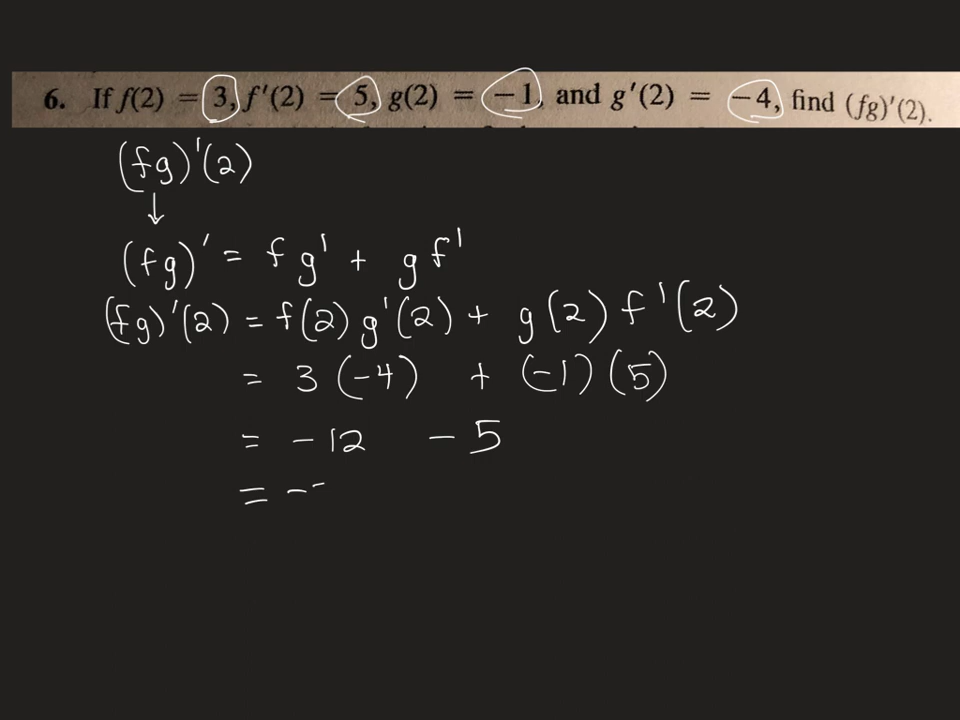 6. If f(2) = 3, f'(2) = 5, g(2) = -1, and g'(2) = -4, find (fg)'(2).
(fg)'(2)
↓
(fg)' = fg' + gf'
(fg)'(2) = f(2)g'(2) + g(2)f'(2)
= 3(-4) + (-1)(5)
= -12 -5
= -